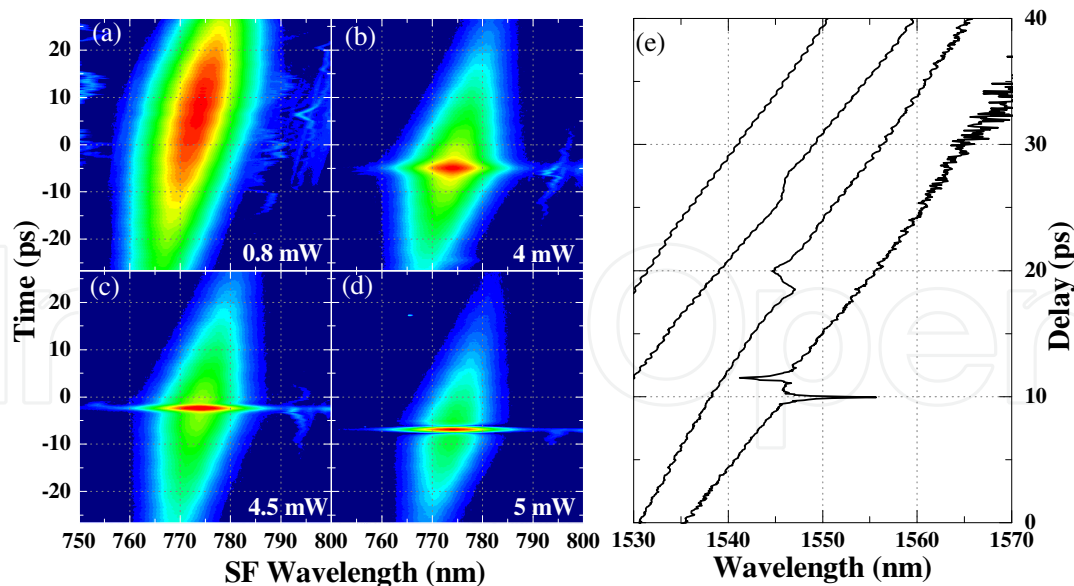 (a)
(b)
(c)
(d)
(e)
0.8 mW
4 mW
4.5 mW
5 mW
Time (ps)
20
10
0
-10
-20
20
10
0
-10
-20
750 760 770 780 790 800
760 770 780 790 800
SF Wavelength (nm)
40
30
20
10
0
Delay (ps)
1530 1540 1550 1560 1570
Wavelength (nm)
Open